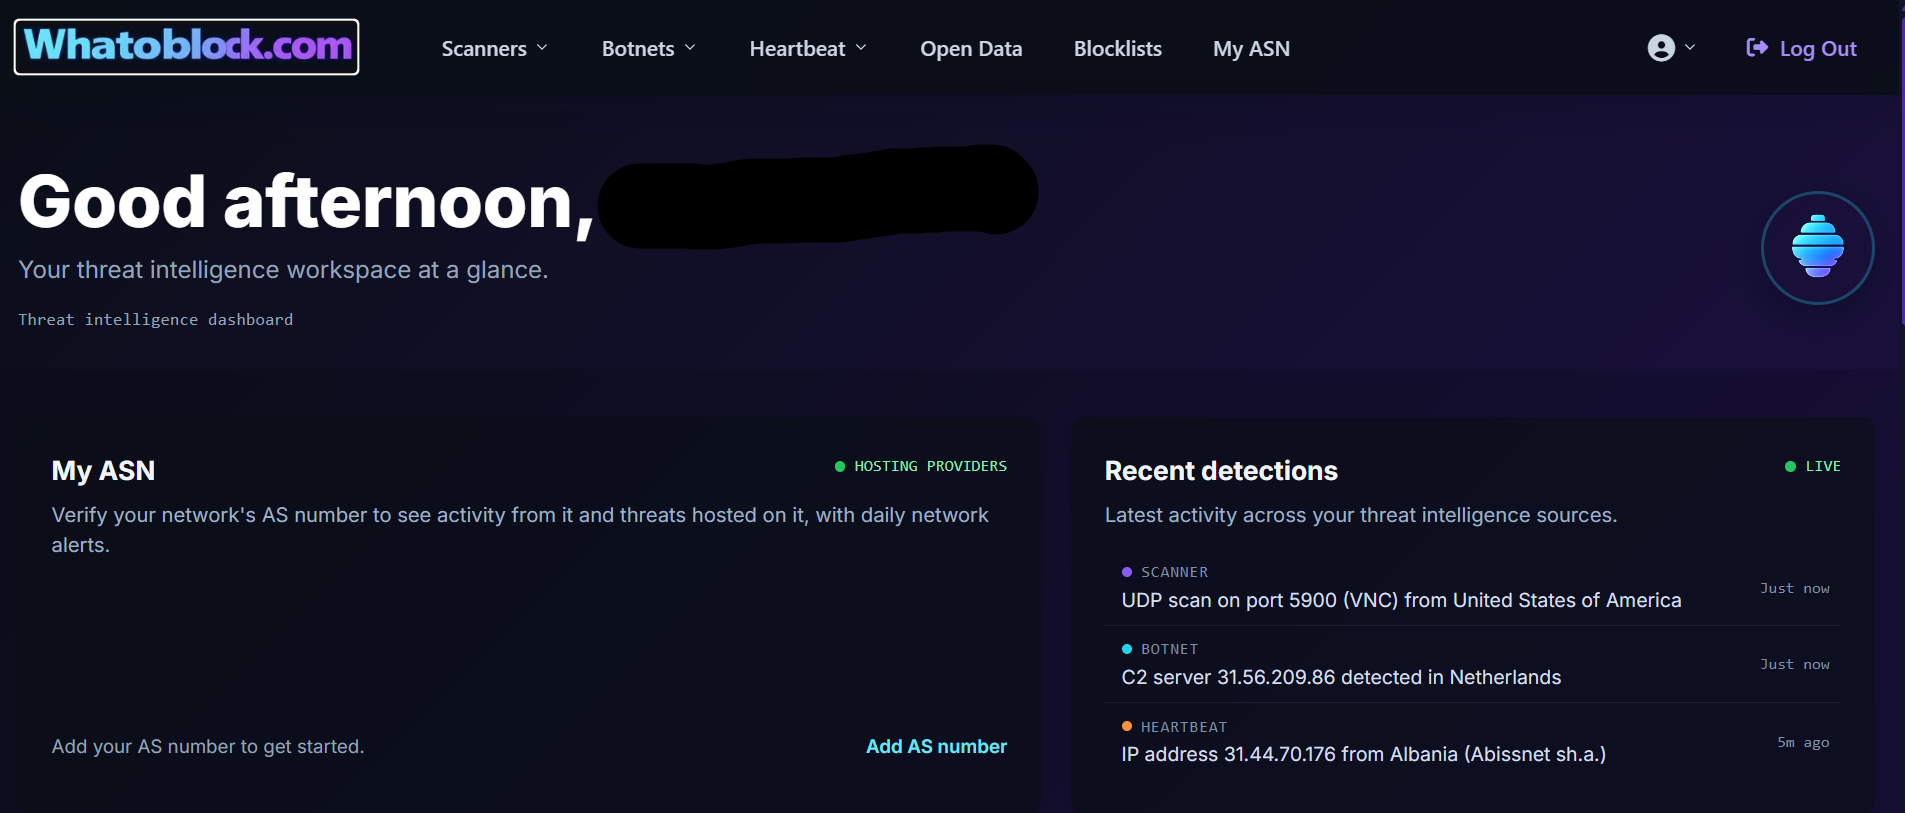 Whatoblock.com
Scanners
Botnets
Heartbeat
Open Data
Blocklists
My ASN
Log Out
Good afternoon,
Your threat intelligence workspace at a glance.
Threat intelligence dashboard
My ASN
HOSTING PROVIDERS
Verify your network's AS number to see activity from it and threats hosted on it, with daily network
alerts.
Add your AS number to get started.
Add AS number
Recent detections
LIVE
Latest activity across your threat intelligence sources.
SCANNER
UDP scan on port 5900 (VNC) from United States of America
Just now
BOTNET
C2 server 31.56.209.86 detected in Netherlands
Just now
HEARTBEAT
IP address 31.44.70.176 from Albania (Abissnet sh.a.)
5m ago